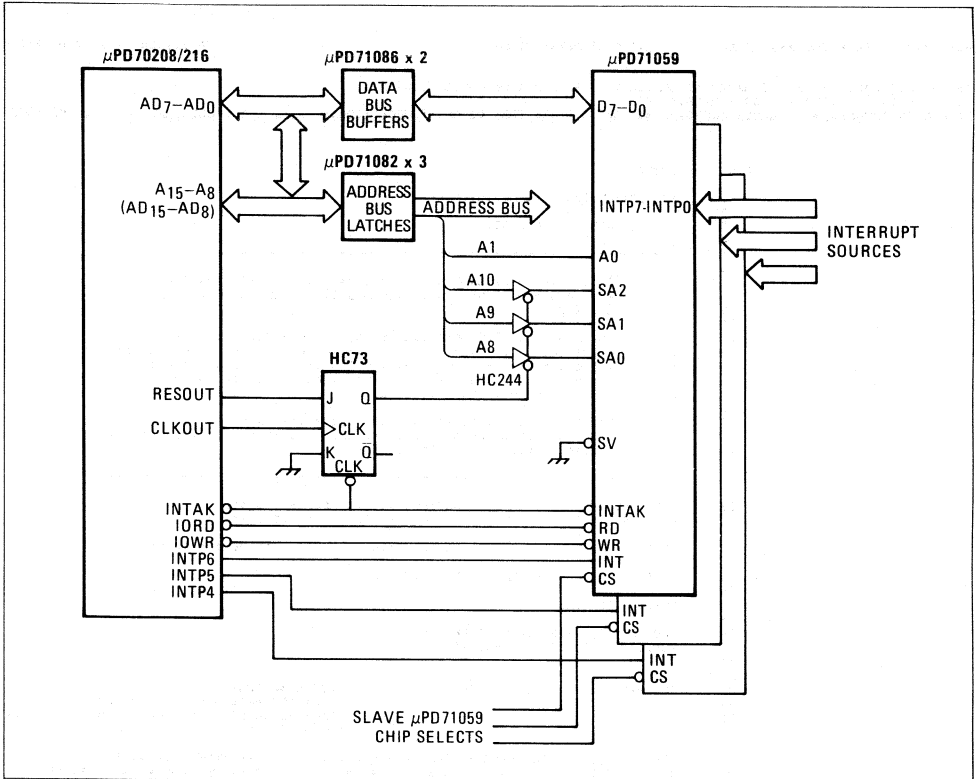 μPD70208/216
μPD71086 x 2
μPD71059
AD7–AD0
DATA
BUS
BUFFERS
D7–D0
μPD71082 x 3
A15–A8
(AD15–AD8)
ADDRESS
BUS
LATCHES
ADDRESS BUS
INTP7-INTP0
INTERRUPT
SOURCES
A1
A0
A10
SA2
A9
SA1
A8
SA0
HC244
HC73
RESOUT
J
Q
CLKOUT
CLK
K
Q̅
CLK
SV
INTAK
INTAK
IORD
RD
IOWR
WR
INTP6
INT
INTP5
CS
INTP4
INT
CS
INT
CS
SLAVE μPD71059
CHIP SELECTS